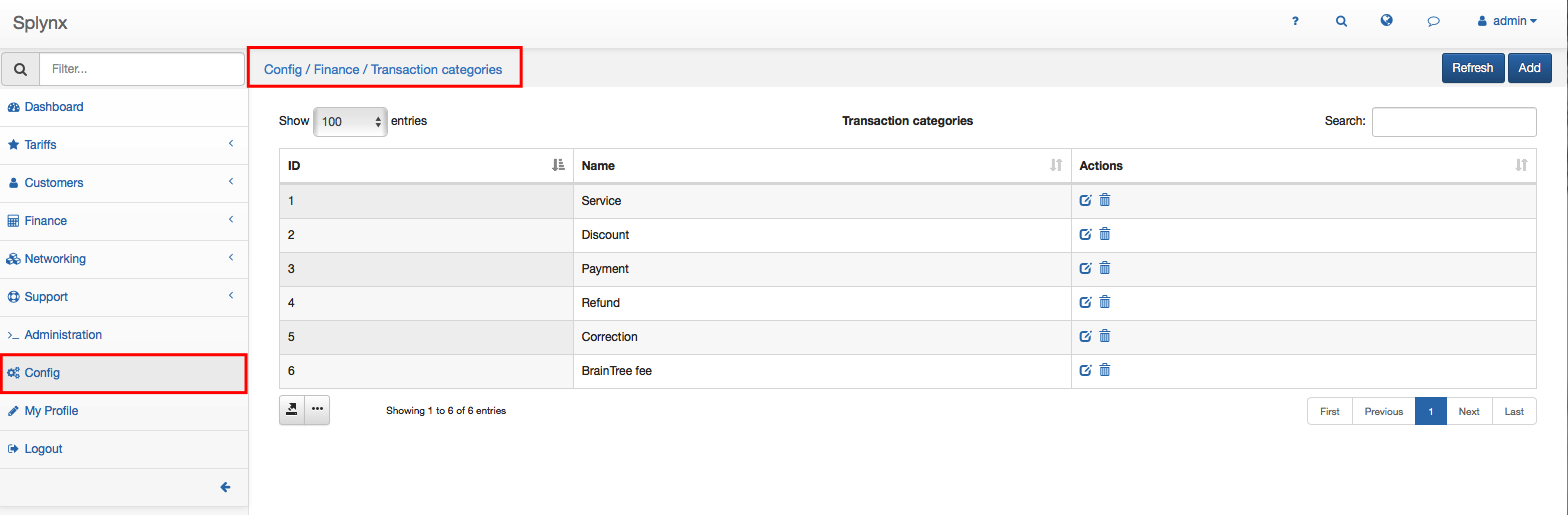 Splynx
? admin
Filter...
Config / Finance / Transaction categories
Refresh Add
Dashboard
Tariffs
Customers
Finance
Networking
Support
>_ Administration
Config
My Profile
Logout
Show 100 entries
Transaction categories
Search:
ID Name Actions
1 Service
2 Discount
3 Payment
4 Refund
5 Correction
6 BrainTree fee
Showing 1 to 6 of 6 entries
First Previous 1 Next Last